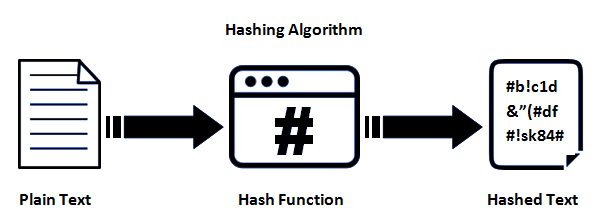 Hashing Algorithm
#
#b!c1d
&”(#df
#!sk84#
Plain Text
Hash Function
Hashed Text